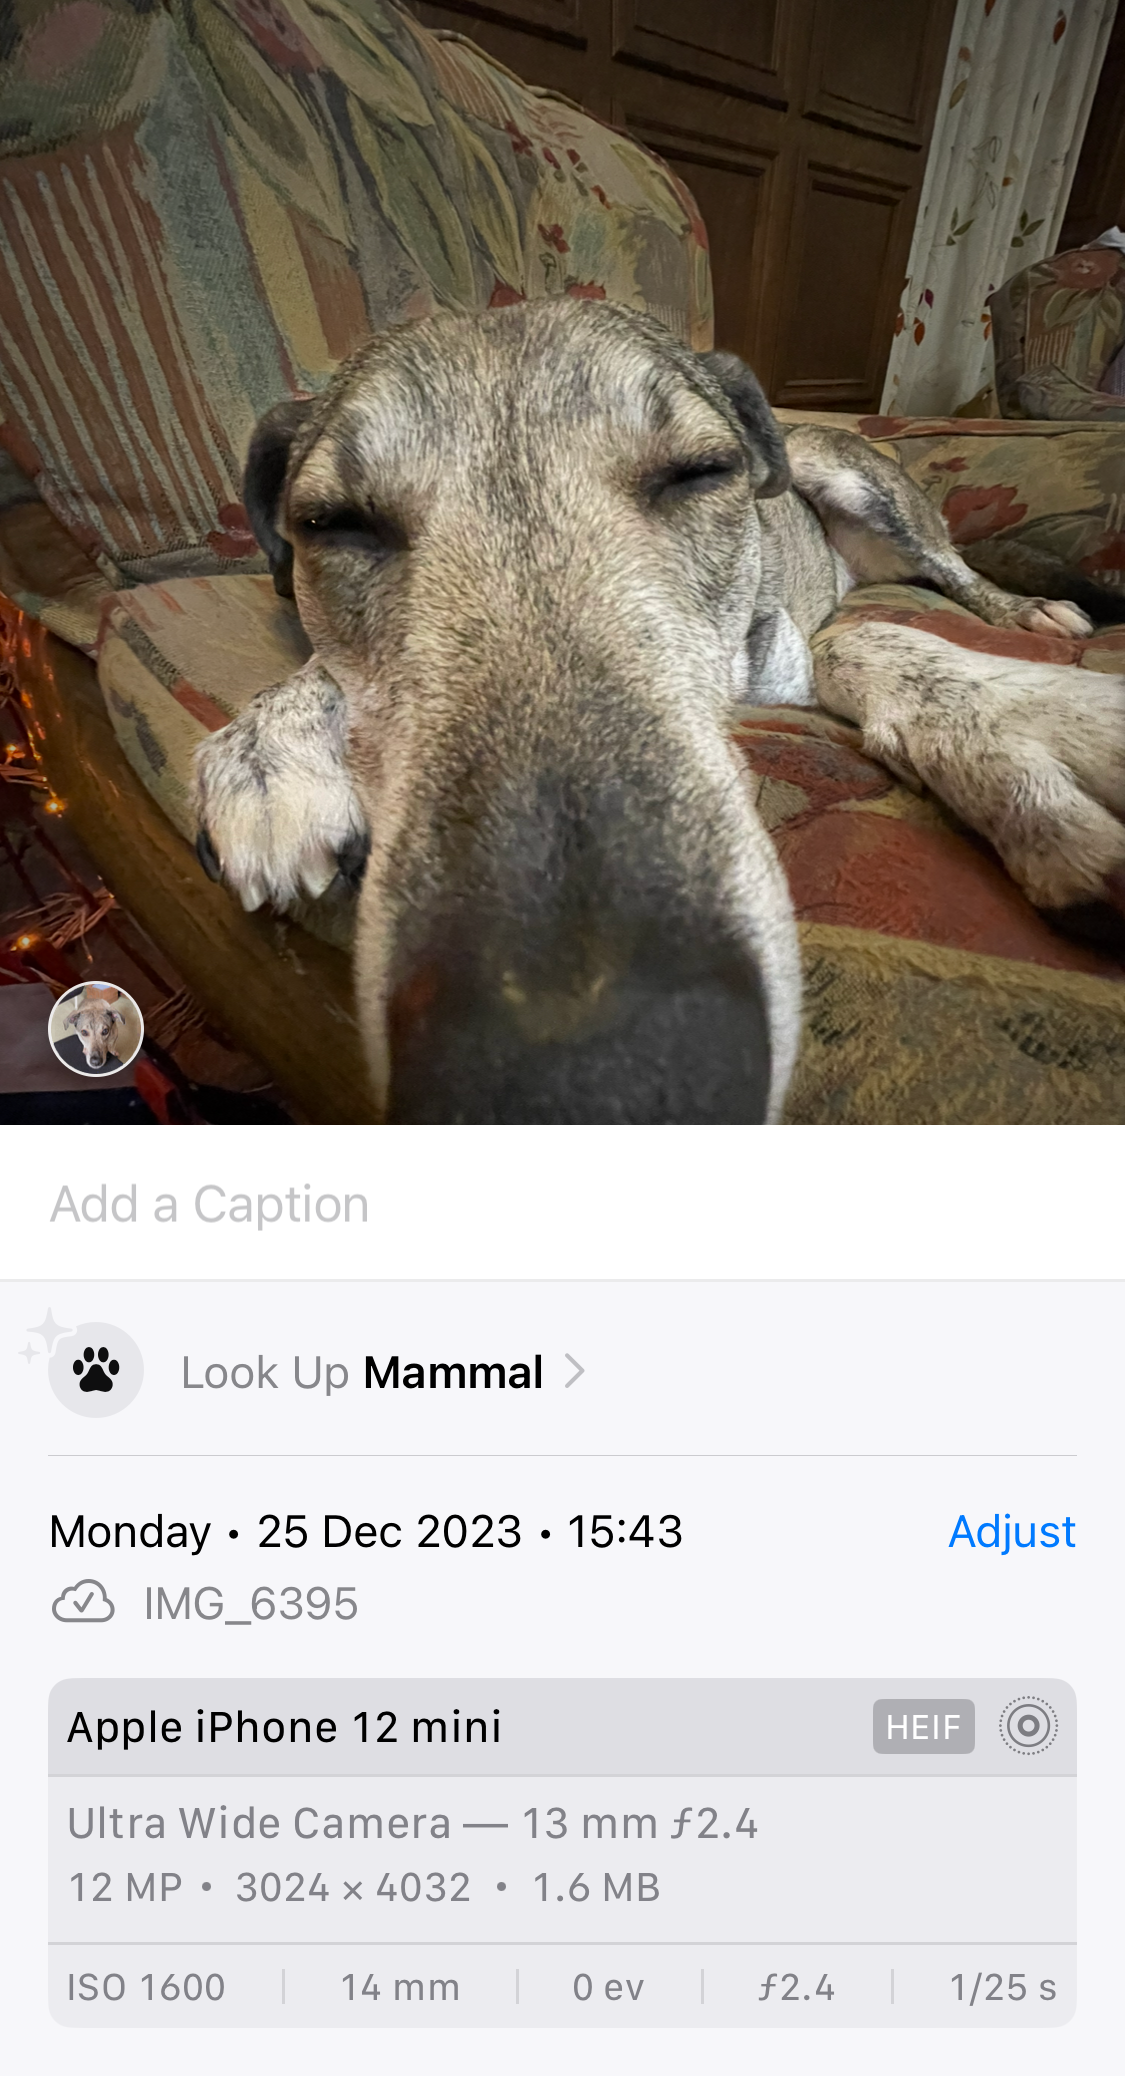 Add a Caption
Look Up Mammal
Monday • 25 Dec 2023 • 15:43
Adjust
IMG_6395
Apple iPhone 12 mini
HEIF
Ultra Wide Camera — 13 mm ƒ2.4
12 MP • 3024 × 4032 • 1.6 MB
ISO 1600 | 14 mm | 0 ev | ƒ2.4 | 1/25 s